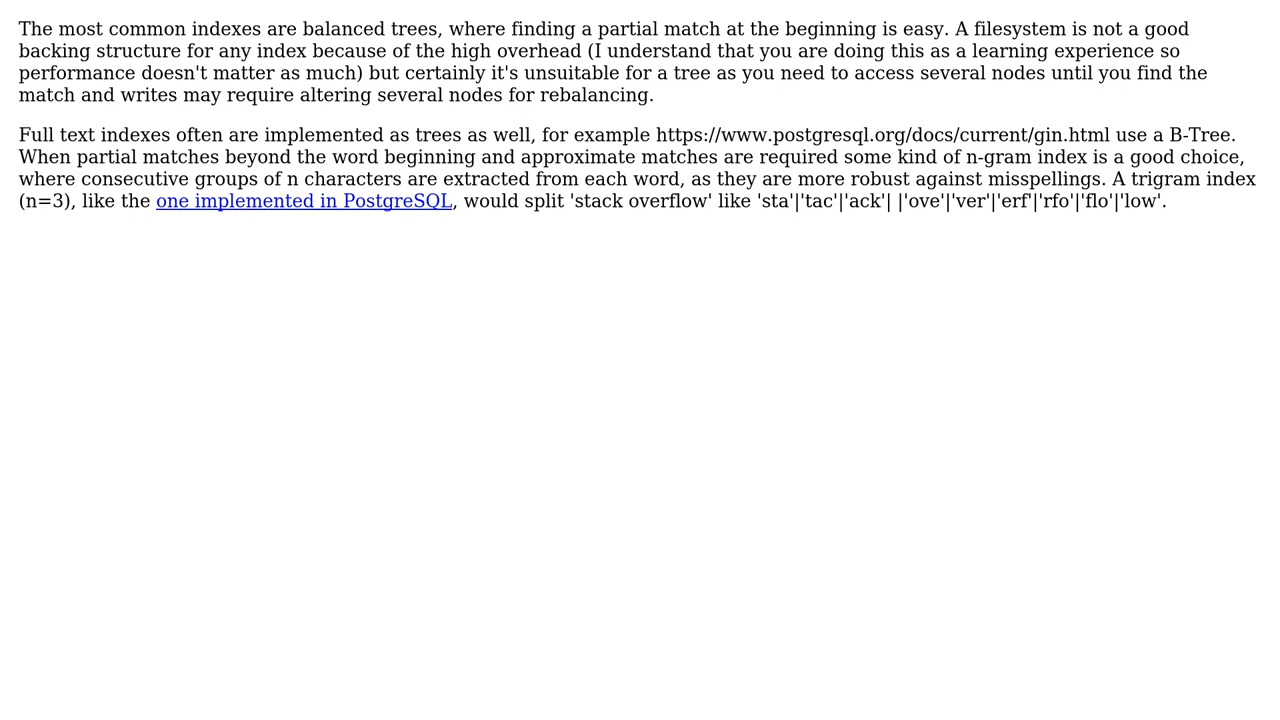 The most common indexes are balanced trees, where finding a partial match at the beginning is easy. A filesystem is not a good
backing structure for any index because of the high overhead (I understand that you are doing this as a learning experience so
performance doesn't matter as much) but certainly it's unsuitable for a tree as you need to access several nodes until you find the
match and writes may require altering several nodes for rebalancing.
Full text indexes often are implemented as trees as well, for example https://www.postgresql.org/docs/current/gin.html use a B-Tree.
When partial matches beyond the word beginning and approximate matches are required some kind of n-gram index is a good choice,
where consecutive groups of n characters are extracted from each word, as they are more robust against misspellings. A trigram index
(n=3), like the one implemented in PostgreSQL, would split 'stack overflow' like 'sta'|'tac'|'ack'| |'ove'|'ver'|'erf'|'rfo'|'flo'|'low'.